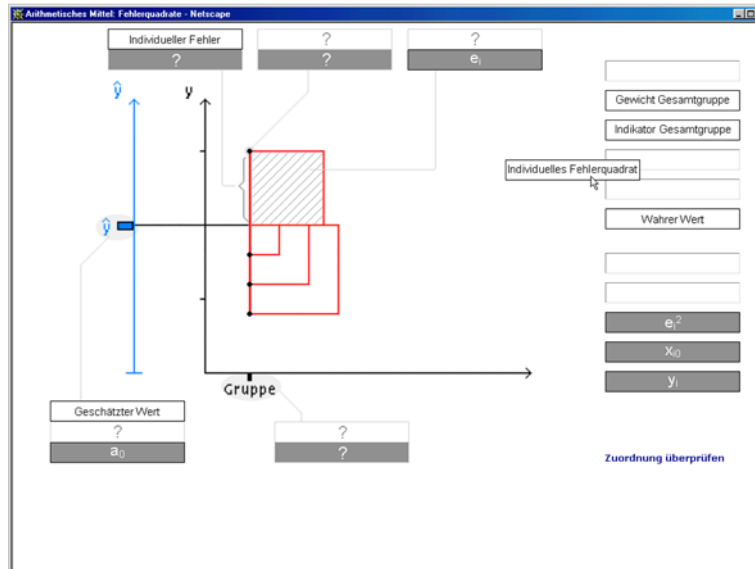 Arithmetisches Mittel: Fehlerquadrate - Netscape
Individueller Fehler
?
?
?
?
eᵢ
ŷ
y
Gewicht Gesamtgruppe
Indikator Gesamtgruppe
Individuelles Fehlerquadrat
ŷ
Wahrer Wert
eᵢ²
xᵢ₀
yᵢ
Gruppe
Geschätzter Wert
?
a₀
?
?
Zuordnung überprüfen